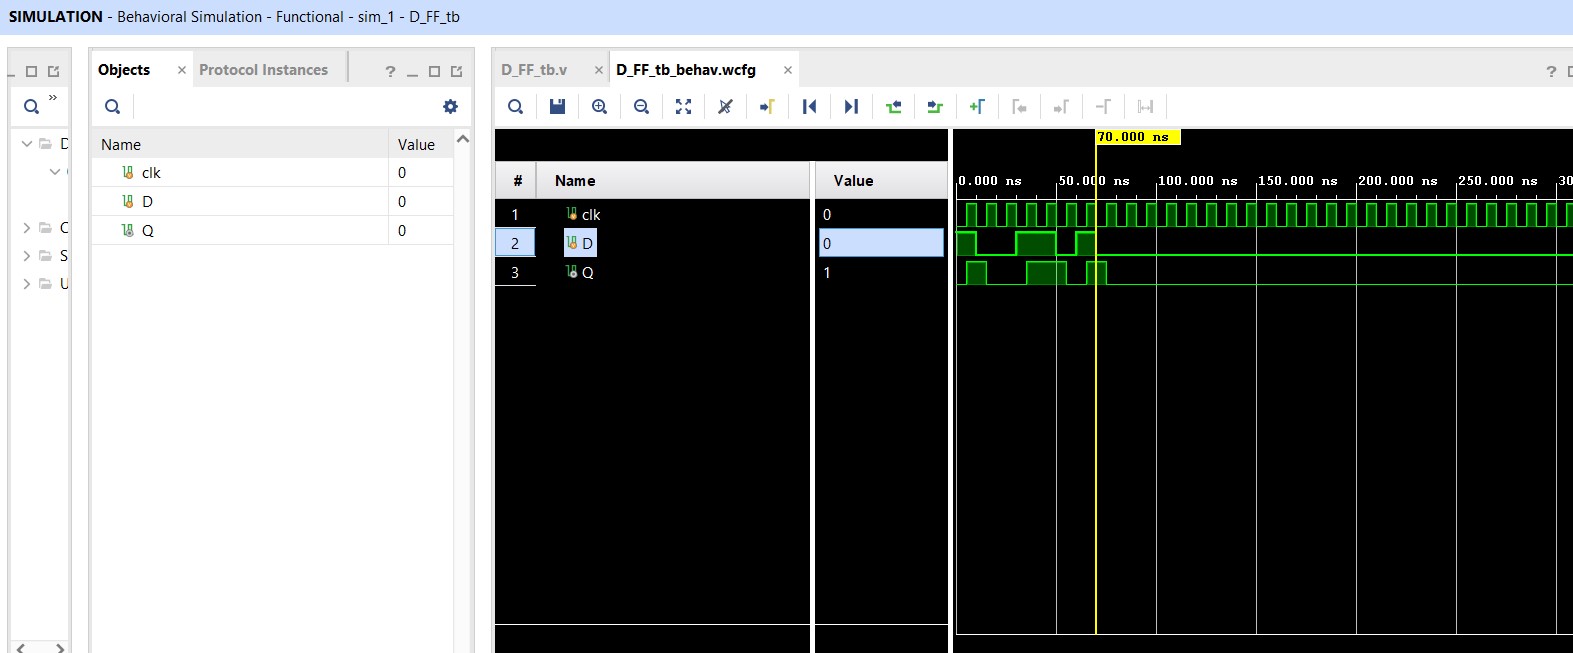 SIMULATION - Behavioral Simulation - Functional - sim_1 - D_FF_tb
Objects × Protocol Instances ? 
D_FF_tb.v × D_FF_tb_behav.wcfg × ?
»
Name Value
clk 0
D 0
Q 0
D
C
S
U
# Name Value
1 clk 0
2 D 0
3 Q 1
70.000 ns
0.000 ns 50.000 ns 100.000 ns 150.000 ns 200.000 ns 250.000 ns 30